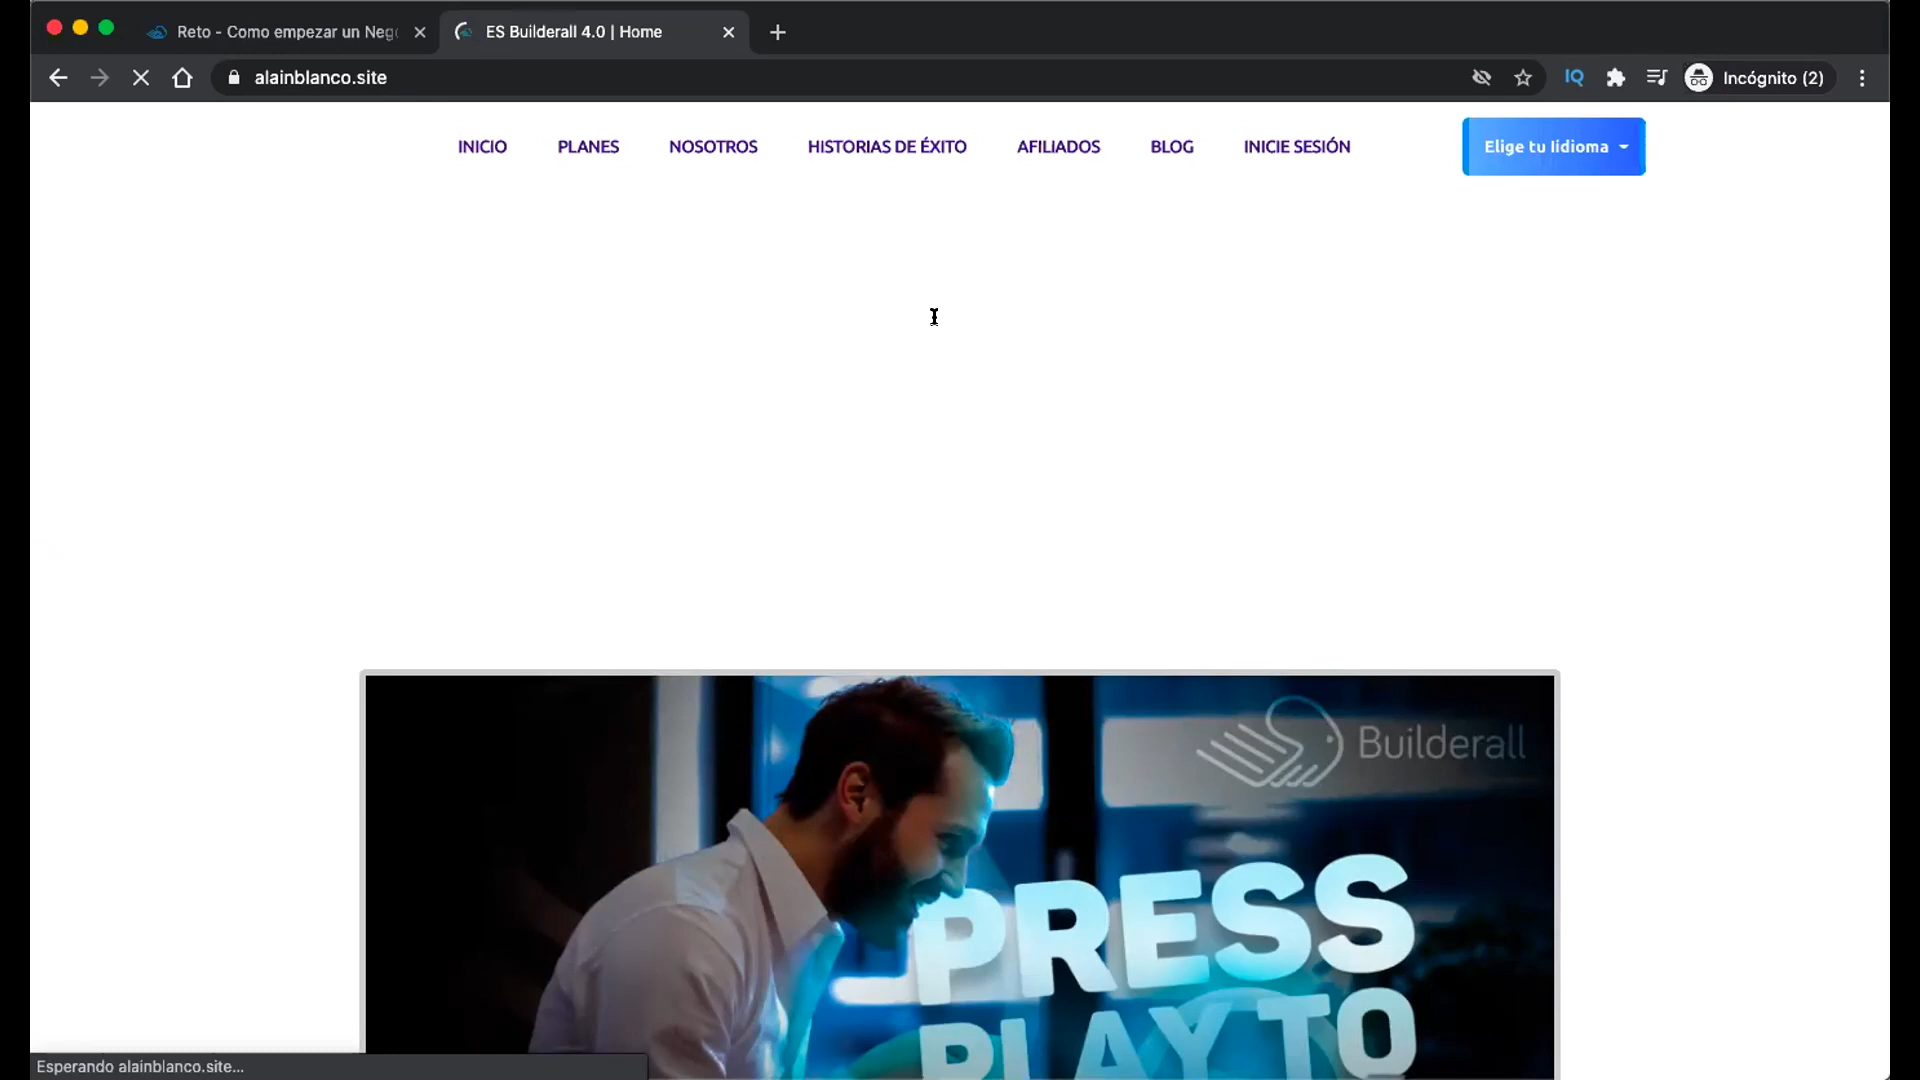 Reto - Como empezar un Neg
ES Builderall 4.0 | Home
alainblanco.site
IQ
Incógnito (2)
INICIO
PLANES
NOSOTROS
HISTORIAS DE ÉXITO
AFILIADOS
BLOG
INICIE SESIÓN
Elige tu Iidioma
Builderall
PRESS
PLAY TO
Esperando alainblanco.site...